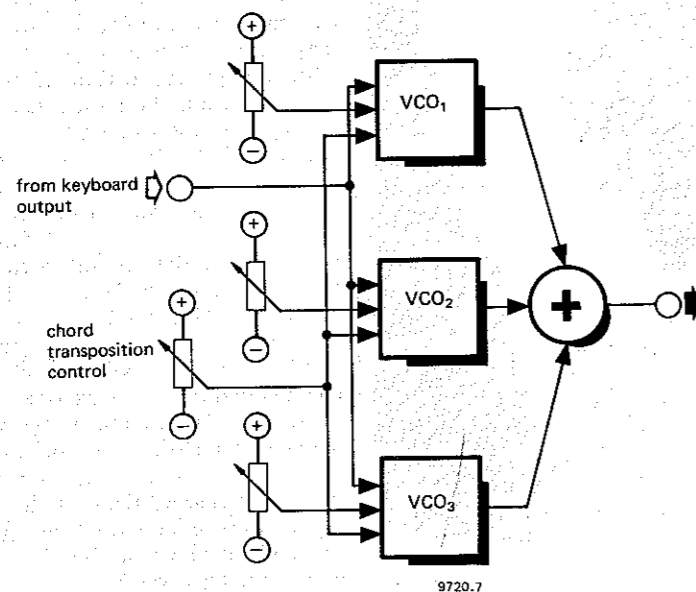 +
VCO₁
−
from keyboard
output
+
VCO₂
+
+
chord
transposition
control
−
−
+
VCO₃
−
9720.7